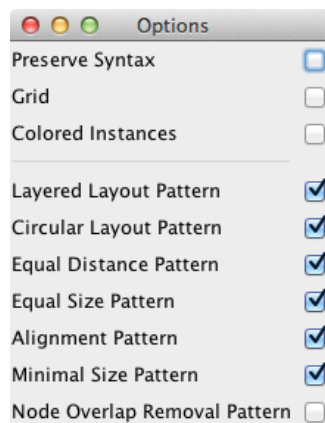 Options
Preserve Syntax
Grid
Colored Instances
Layered Layout Pattern
Circular Layout Pattern
Equal Distance Pattern
Equal Size Pattern
Alignment Pattern
Minimal Size Pattern
Node Overlap Removal Pattern